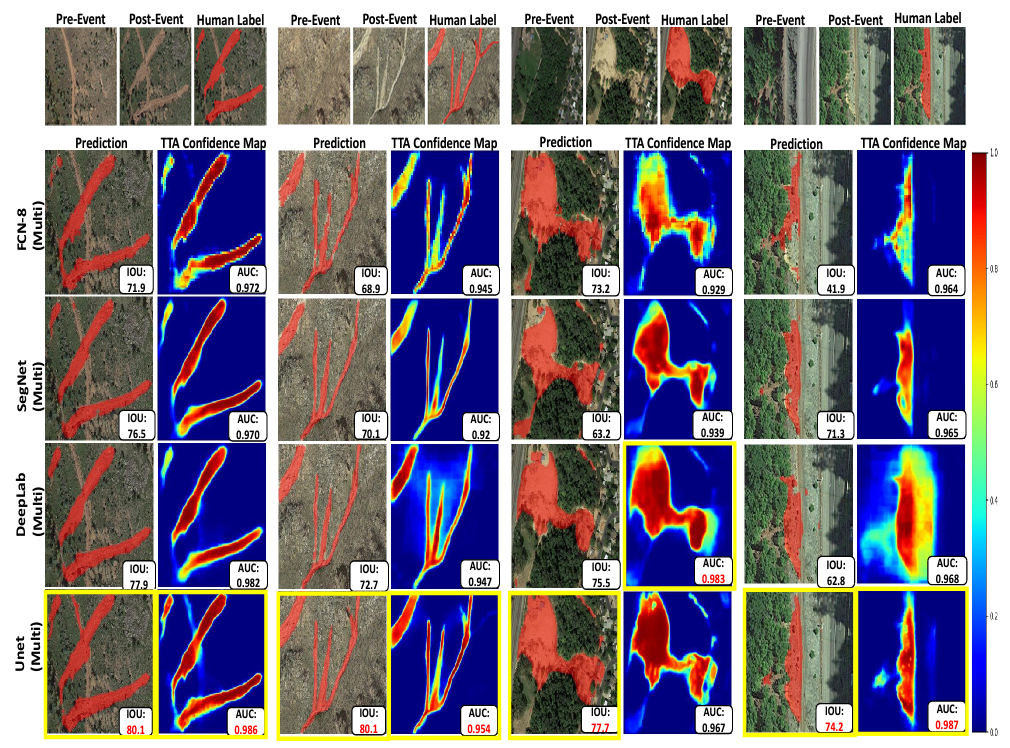 Pre-Event Post-Event Human Label Pre-Event Post-Event Human Label Pre-Event Post-Event Human Label Pre-Event Post-Event Human Label
Prediction TTA Confidence Map Prediction TTA Confidence Map Prediction TTA Confidence Map Prediction TTA Confidence Map
FCN-8
(Multi)
IOU: AUC: IOU: AUC: IOU: AUC: IOU: AUC:
71.9 0.972 68.9 0.945 73.2 0.929 41.9 0.964
SegNet
(Multi)
IOU: AUC: IOU: AUC: IOU: AUC: IOU: AUC:
76.5 0.970 70.1 0.92 63.2 0.939 71.3 0.965
DeepLab
(Multi)
IOU: AUC: IOU: AUC: IOU: AUC: IOU: AUC:
77.9 0.982 72.7 0.947 75.5 0.983 62.8 0.968
Unet
(Multi)
IOU: AUC: IOU: AUC: IOU: AUC: IOU: AUC:
80.1 0.986 80.1 0.954 77.7 0.967 74.2 0.987
1.0
0.8
0.6
0.4
0.2
0.0